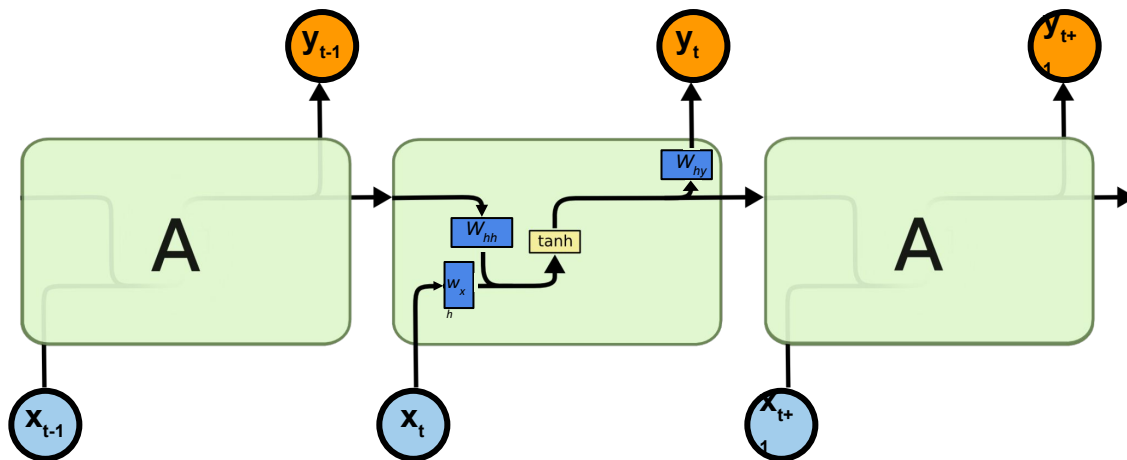 y t-1
y t
y t+
1
W hy
A
W hh
tanh
A
w x
h
x t-1
x t
x t+
1